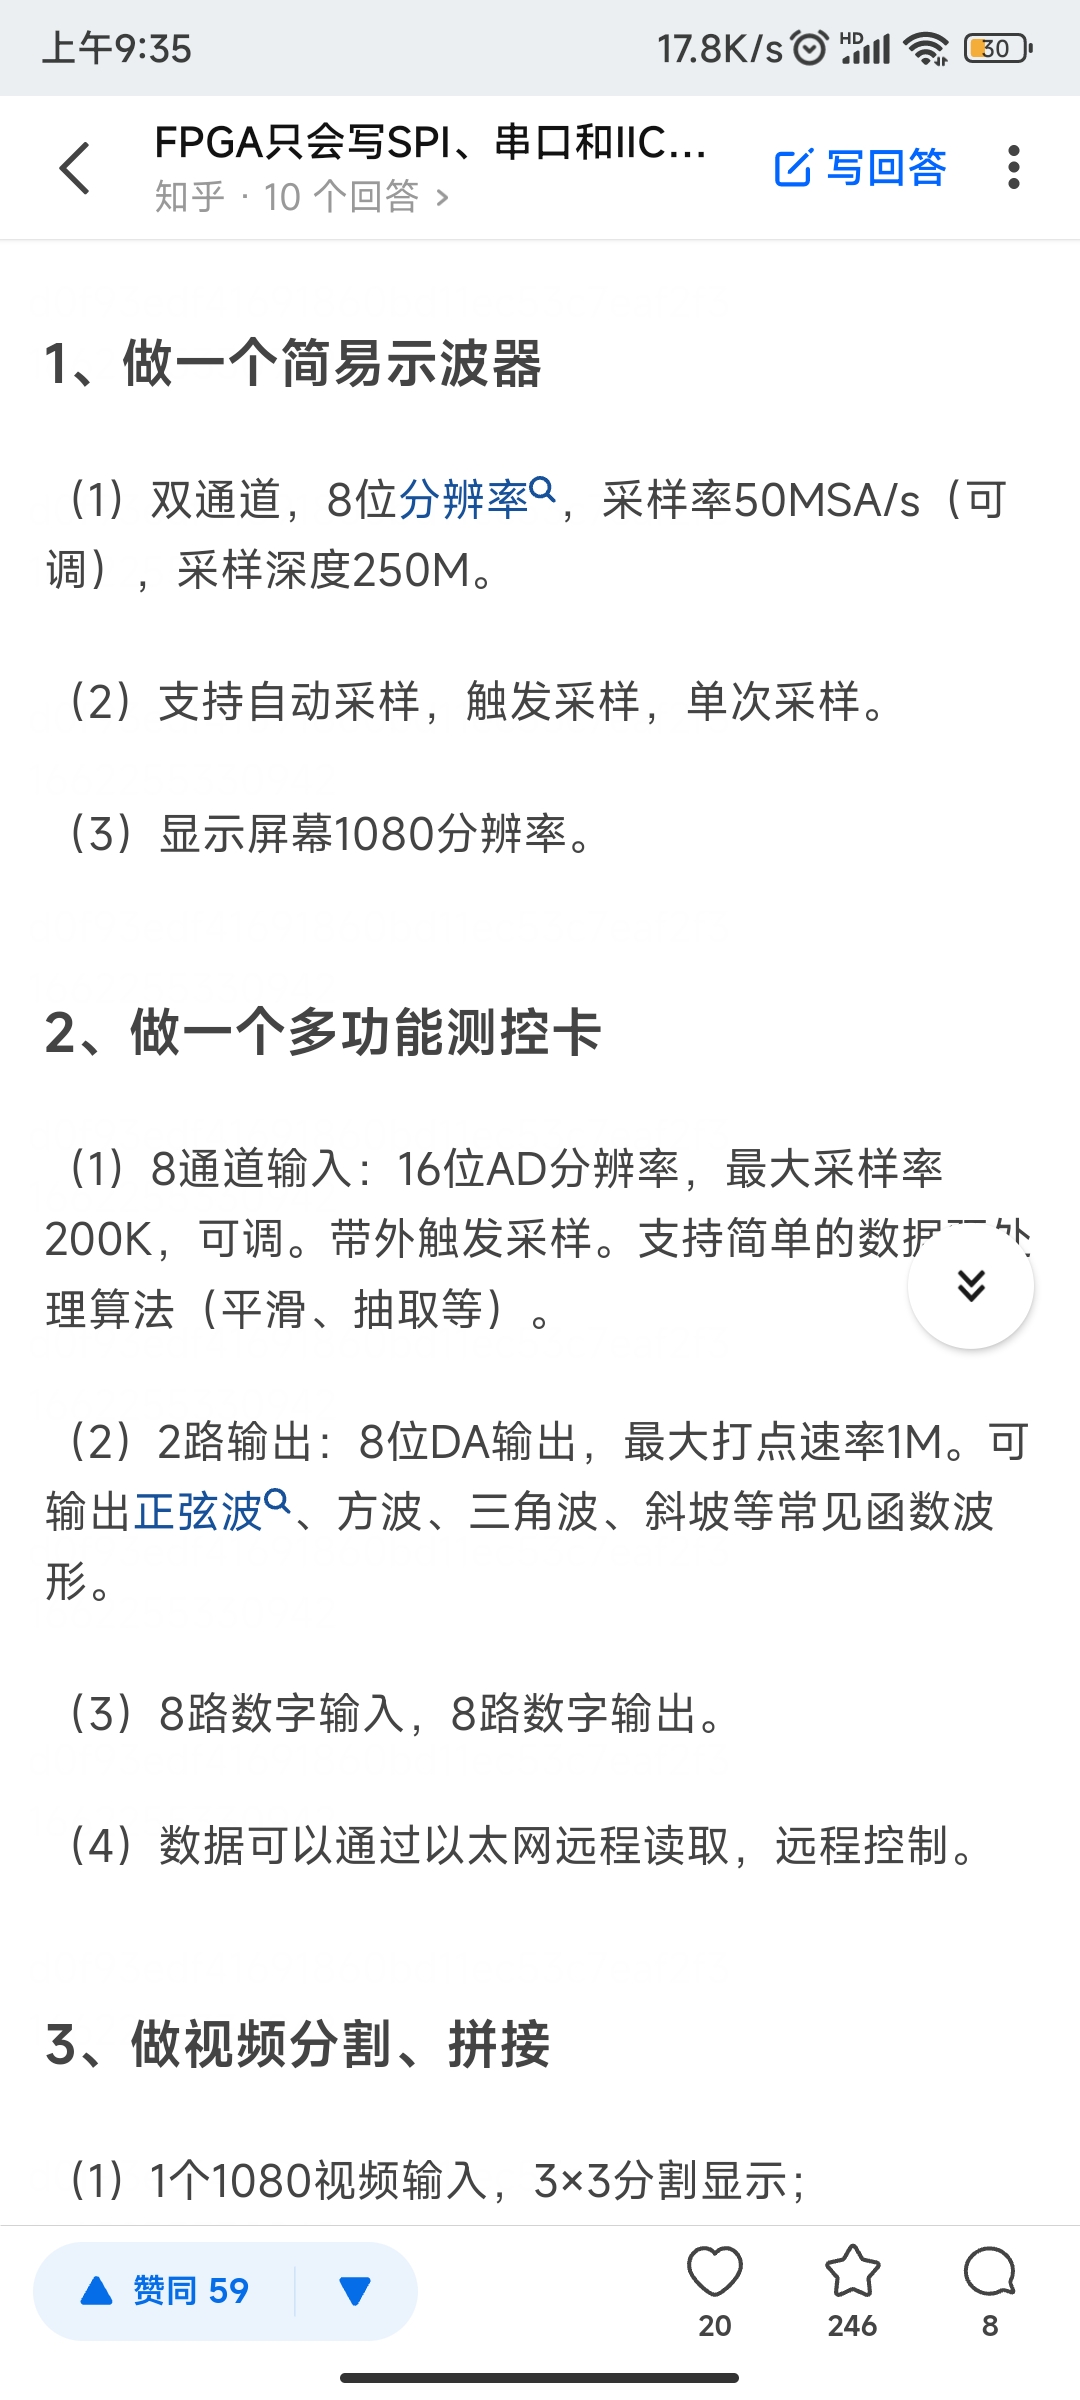 上午9:35
17.8K/s HD 30
FPGA只会写SPI、串口和IIC...
知乎 · 10 个回答 >
写回答
1、做一个简易示波器
（1）双通道，8位分辨率，采样率50MSA/s（可
调），采样深度250M。
（2）支持自动采样，触发采样，单次采样。
（3）显示屏幕1080分辨率。
2、做一个多功能测控卡
（1）8通道输入：16位AD分辨率，最大采样率
200K，可调。带外触发采样。支持简单的数据处
理算法（平滑、抽取等）。
（2）2路输出：8位DA输出，最大打点速率1M。可
输出正弦波、方波、三角波、斜坡等常见函数波
形。
（3）8路数字输入，8路数字输出。
（4）数据可以通过以太网远程读取，远程控制。
3、做视频分割、拼接
（1）1个1080视频输入，3×3分割显示；
赞同 59
20
246
8